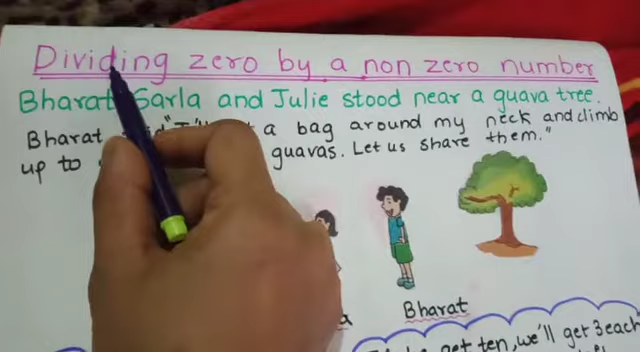 Dividing zero by a non zero number
Bharat Sarla and Julie stood near a guava tree.
Bharat a bag around my neck and climb
up to guavas. Let us share them."
Bharat
get ten, we'll get 3 each